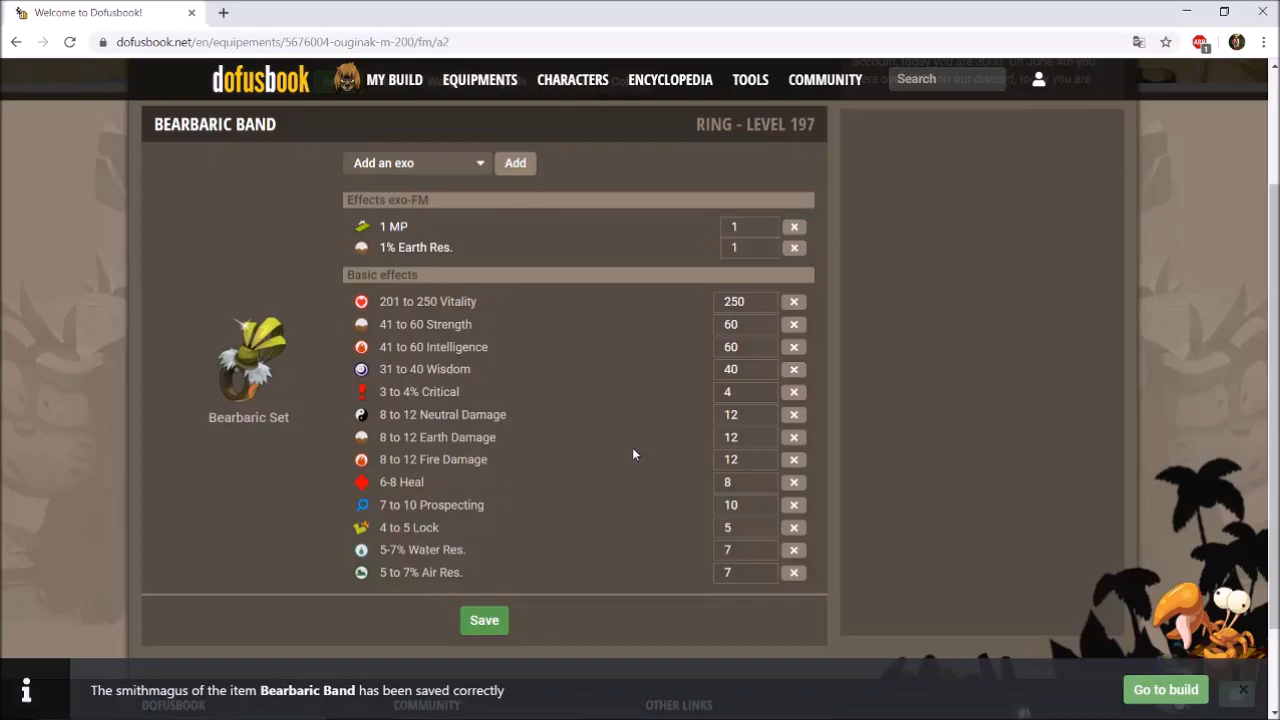 Welcome to Dofusbook!
dofusbook.net/en/equipements/5676004-ouginak-m-200/fm/a2
ABP
1
dofusbook MY BUILD EQUIPMENTS CHARACTERS ENCYCLOPEDIA TOOLS COMMUNITY Search
BEARBARIC BAND RING - LEVEL 197
Add an exo Add
Effects exo-FM
1 MP 1
1% Earth Res. 1
Basic effects
201 to 250 Vitality 250
41 to 60 Strength 60
41 to 60 Intelligence 60
31 to 40 Wisdom 40
3 to 4% Critical 4
8 to 12 Neutral Damage 12
8 to 12 Earth Damage 12
8 to 12 Fire Damage 12
6-8 Heal 8
7 to 10 Prospecting 10
4 to 5 Lock 5
5-7% Water Res. 7
5 to 7% Air Res. 7
Bearbaric Set
Save
The smithmagus of the item Bearbaric Band has been saved correctly
Go to build
DOFUSBOOK COMMUNITY OTHER LINKS